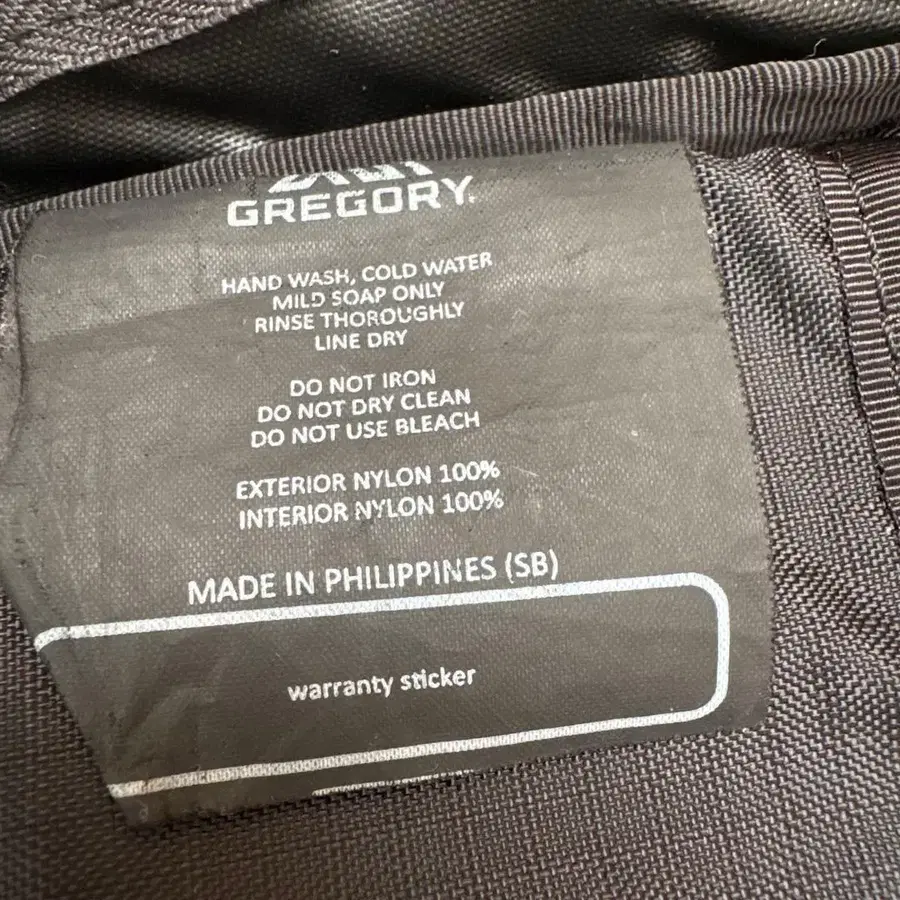 GREGORY
HAND WASH, COLD WATER
MILD SOAP ONLY
RINSE THOROUGHLY
LINE DRY
DO NOT IRON
DO NOT DRY CLEAN
DO NOT USE BLEACH
EXTERIOR NYLON 100%
INTERIOR NYLON 100%
MADE IN PHILIPPINES (SB)
warranty sticker